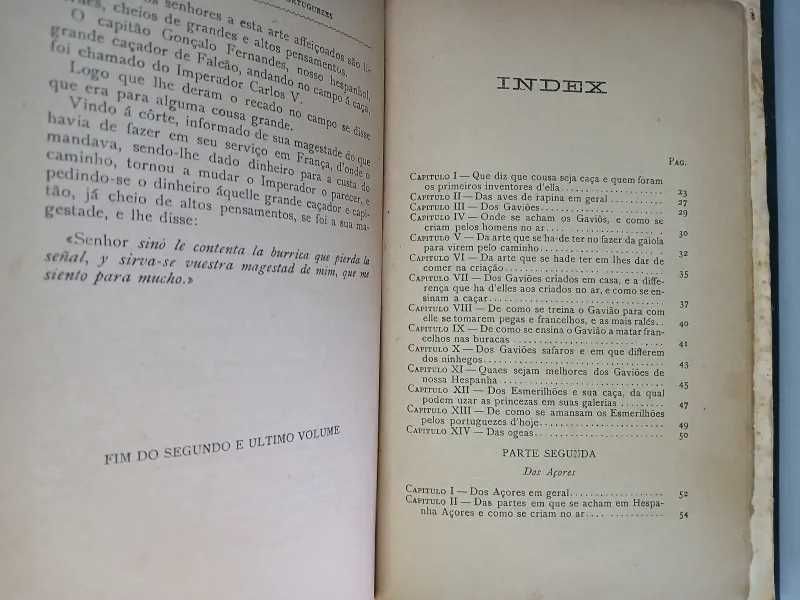 PORTUGUEZES
os senhores a esta arte affeiçoados são li-
cheios de grandes e altos pensamentos.
O capitão Gonçalo Fernandes, nosso hespanhol,
grande caçador de Falcão, andando no campo á caça,
foi chamado do Imperador Carlos V.
Logo que lhe deram o recado no campo se disse
que era para alguma cousa grande.
Vindo á côrte, informado de sua magestade do que
havia de fazer em seu serviço em França, d'onde o
mandava, sendo-lhe dado dinheiro para a custa do
caminho, tornou a mudar o Imperador o parecer, e
pedindo-se o dinheiro áquelle grande caçador e capi-
tão, já cheio de altos pensamentos, se foi a sua ma-
gestade, e lhe disse:
«Senhor sinó le contenta la burrica que pierda la
señal, y sirva-se vuestra magestad de mim, que me
siento para mucho.»
FIM DO SEGUNDO E ULTIMO VOLUME
INDEX
PAG.
CAPITULO I — Que diz que cousa seja caça e quem foram
os primeiros inventores d'ella 23
CAPITULO II — Das aves de rapina em geral 27
CAPITULO III — Dos Gaviões 29
CAPITULO IV — Onde se acham os Gaviós, e como se
criam pelos homens no ar 30
CAPITULO V — Da arte que se ha-de ter no fazer da gaiola
para virem pelo caminho 32
CAPITULO VI — Da arte que se hade ter em lhes dar de
comer na criação 35
CAPITULO VII — Dos Gaviões criados em casa, e a diffe-
rença que ha d'elles aos criados no ar, e como se en-
sinam a caçar 37
CAPITULO VIII — De como se treina o Gavião para com
elle se tomarem pegas e francelhos, e as mais ralés 40
CAPITULO IX — De como se ensina o Gavião a matar fran-
celhos nas buracas 41
CAPITULO X — Dos Gaviões safaros e em que differem
dos ninhegos 43
CAPITULO XI — Quaes sejam melhores dos Gaviões de
nossa Hespanha 45
CAPITULO XII — Dos Esmerilhões e sua caça, da qual
podem uzar as princezas em suas galerias 47
CAPITULO XIII — De como se amansam os Esmerilhões
pelos portuguezes d'hoje 49
CAPITULO XIV — Das ogeas 50
PARTE SEGUNDA
Dos Açores
CAPITULO I — Dos Açores em geral 52
CAPITULO II — Das partes em que se acham em Hespa-
nha Açores e como se criam no ar 54